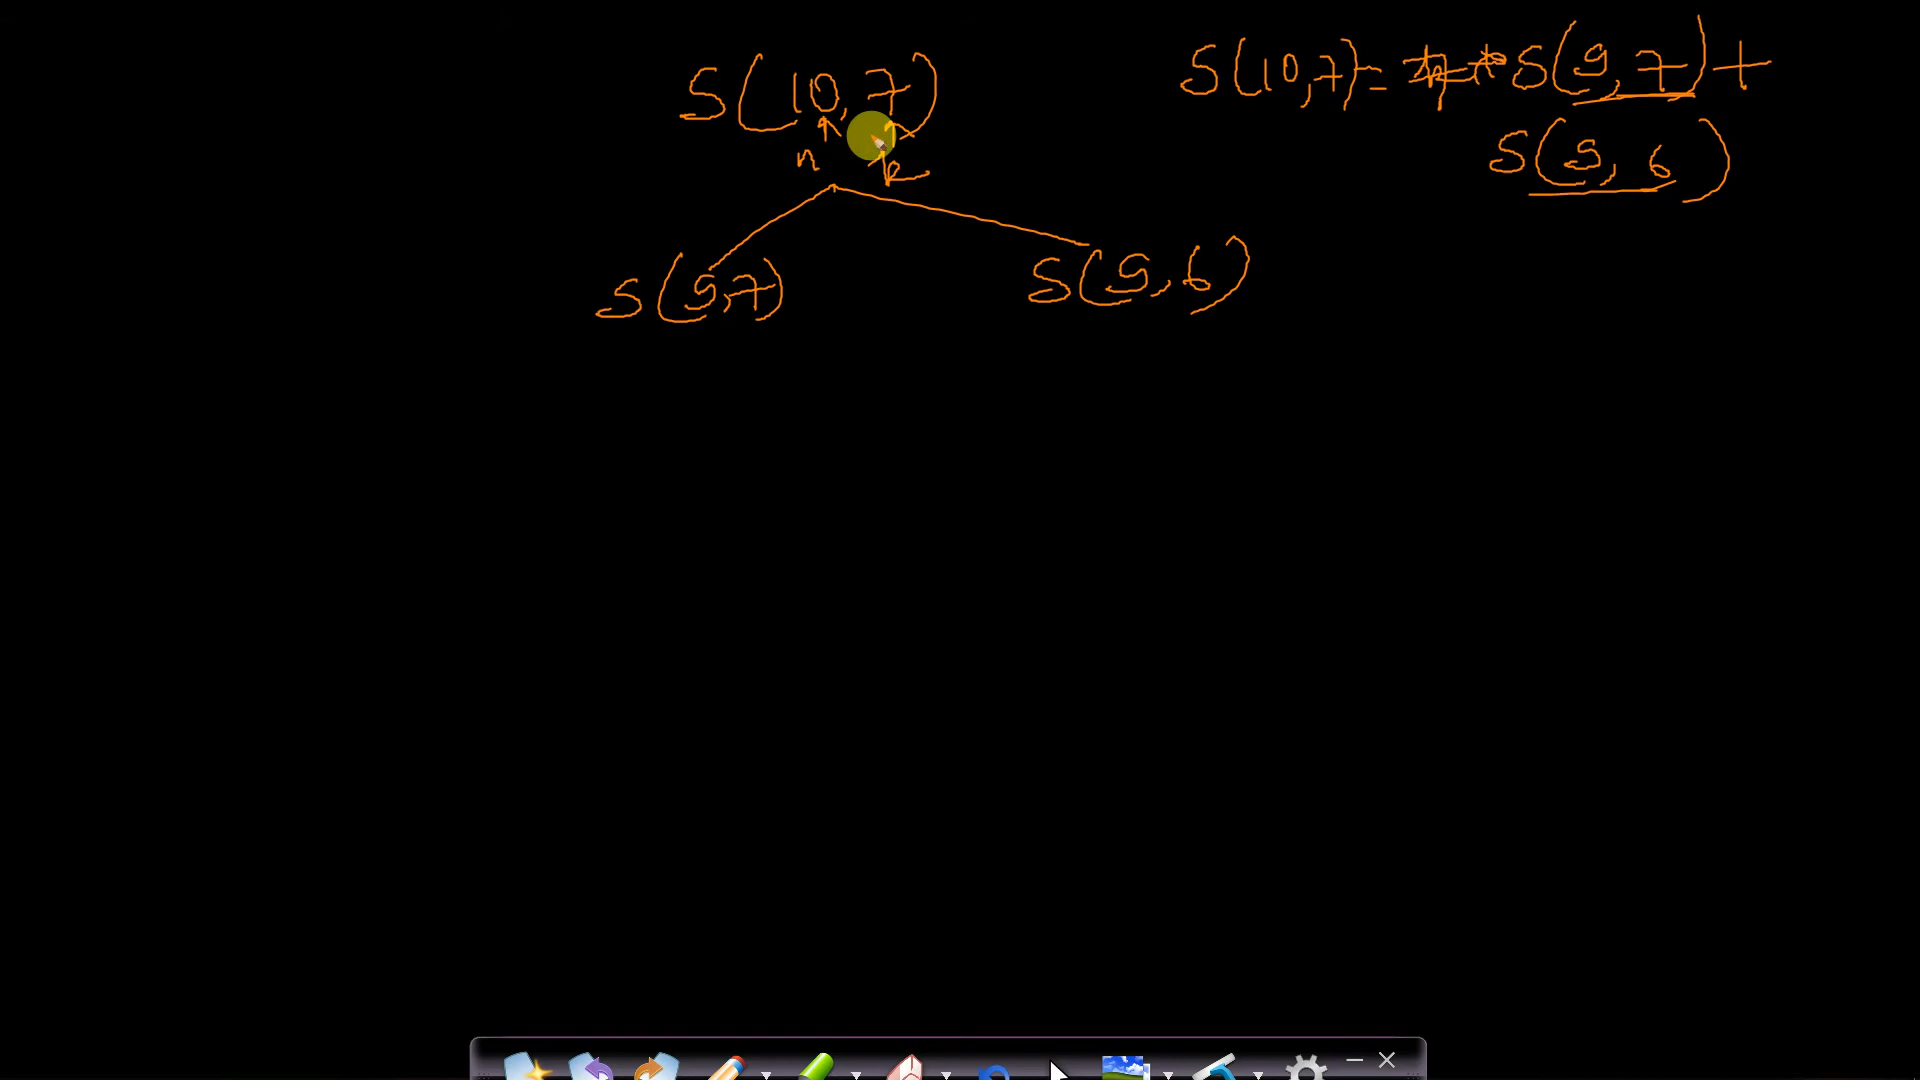 S(10,7)
n
k
S(9,7) S(9,6)
S(10,7) = S(9,7) +
S(9,6)